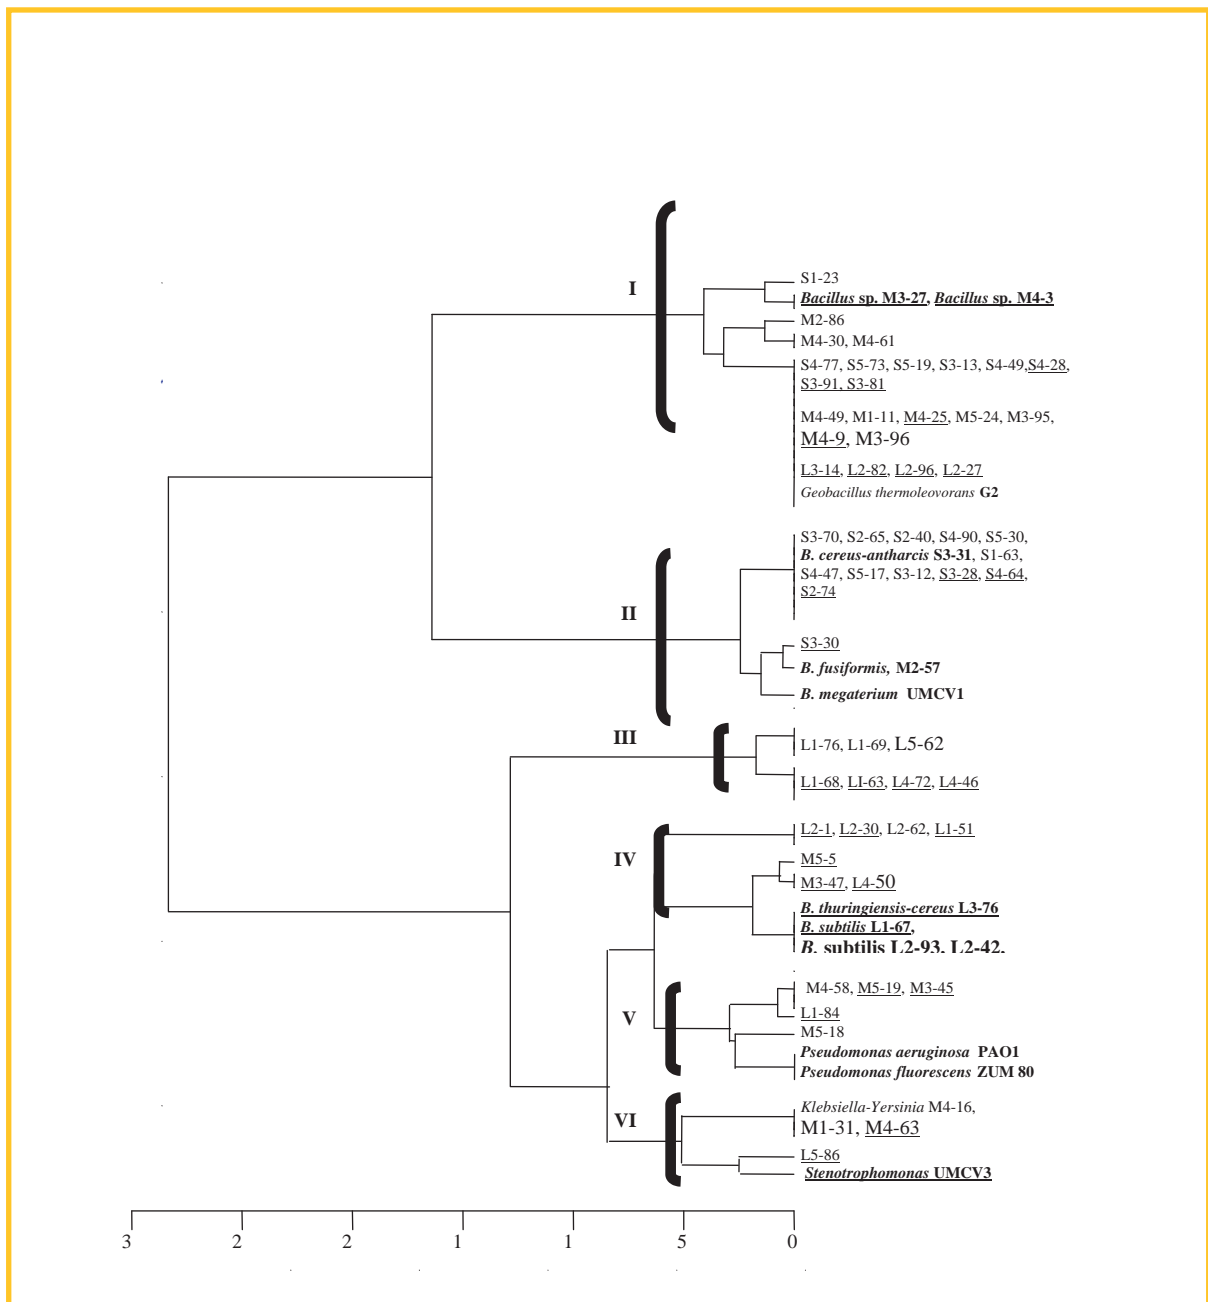 I
S1-23
Bacillus sp. M3-27, Bacillus sp. M4-3
M2-86
M4-30, M4-61
S4-77, S5-73, S5-19, S3-13, S4-49,S4-28,
S3-91, S3-81
M4-49, M1-11, M4-25, M5-24, M3-95,
M4-9, M3-96
L3-14, L2-82, L2-96, L2-27
Geobacillus thermoleovorans G2
II
S3-70, S2-65, S2-40, S4-90, S5-30,
B. cereus-antharcis S3-31, S1-63,
S4-47, S5-17, S3-12, S3-28, S4-64,
S2-74
S3-30
B. fusiformis, M2-57
B. megaterium UMCV1
III
L1-76, L1-69, L5-62
L1-68, LI-63, L4-72, L4-46
IV
L2-1, L2-30, L2-62, L1-51
M5-5
M3-47, L4-50
B. thuringiensis-cereus L3-76
B. subtilis L1-67,
B. subtilis L2-93, L2-42,
V
M4-58, M5-19, M3-45
L1-84
M5-18
Pseudomonas aeruginosa PAO1
Pseudomonas fluorescens ZUM 80
VI
Klebsiella-Yersinia M4-16,
M1-31, M4-63
L5-86
Stenotrophomonas UMCV3
3 2 2 1 1 5 0